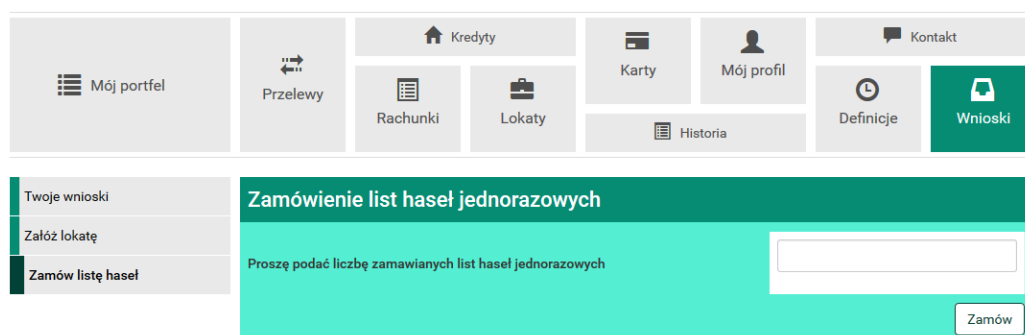 Mój portfel
Przelewy
Kredyty
Rachunki
Lokaty
Karty
Mój profil
Historia
Kontakt
Definicje
Wnioski
Twoje wnioski
Załóż lokatę
Zamów listę haseł
Zamówienie list haseł jednorazowych
Proszę podać liczbę zamawianych list haseł jednorazowych
Zamów